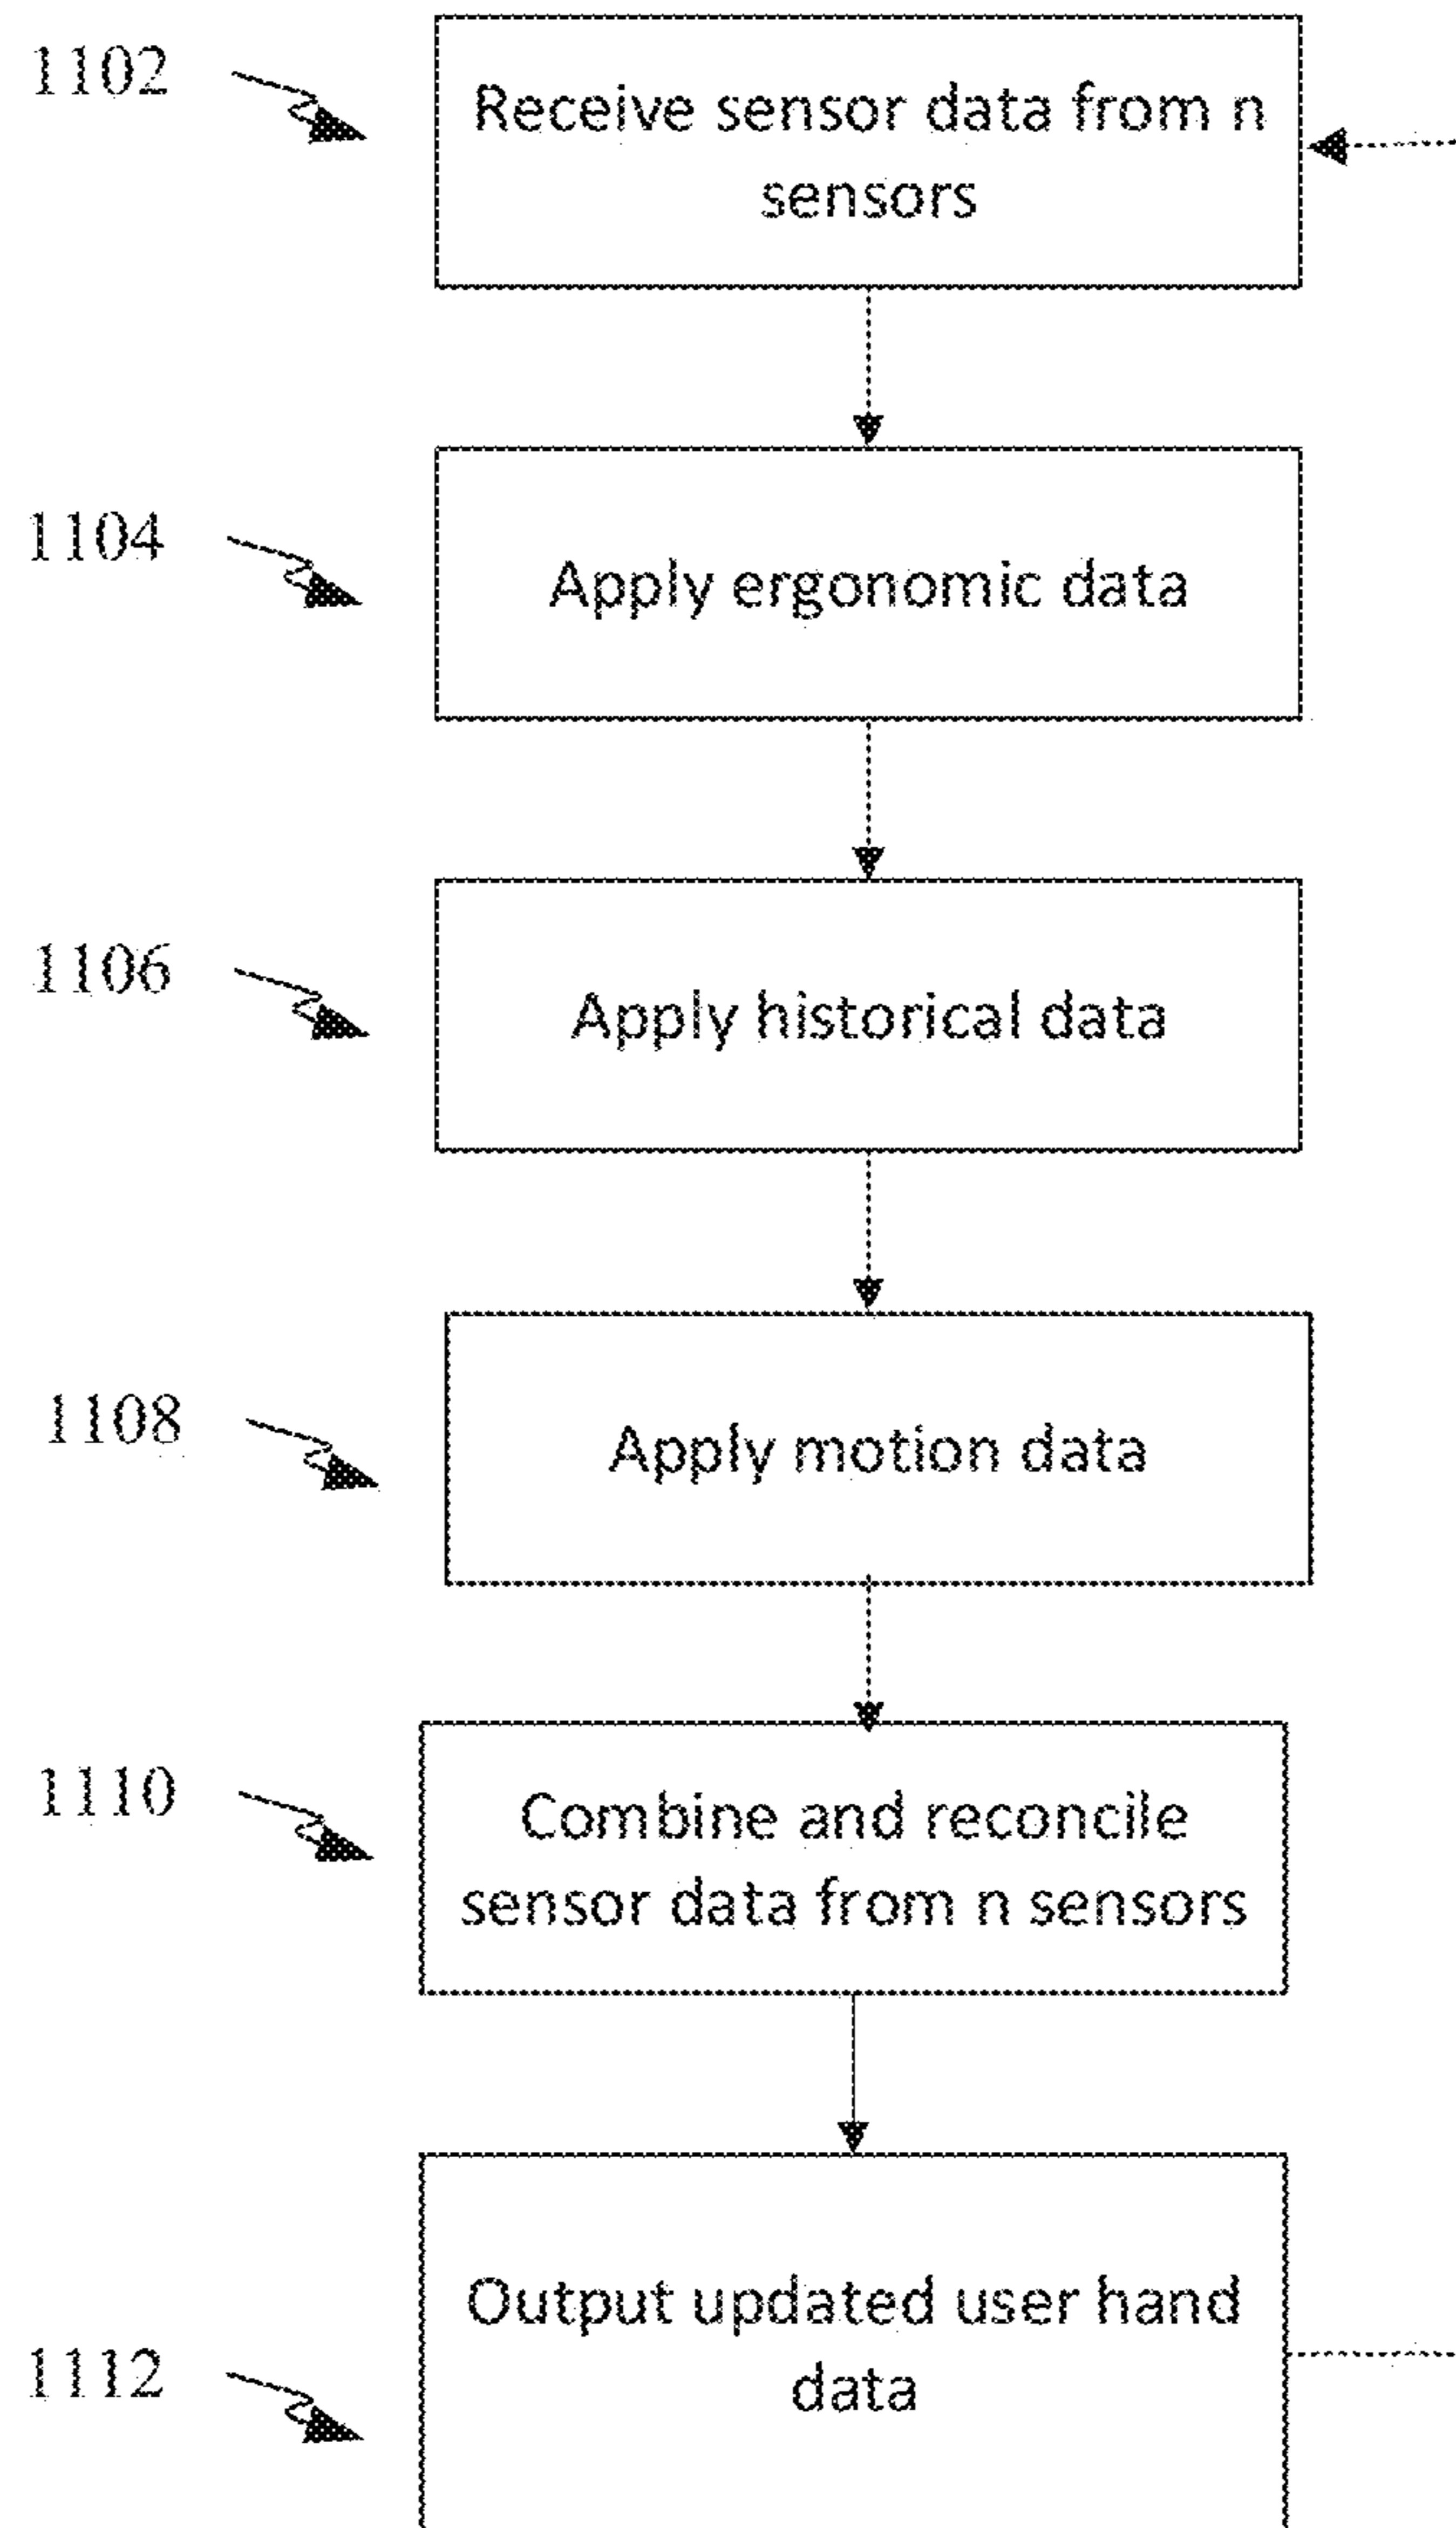 1102
Receive sensor data from n
sensors
1104
Apply ergonomic data
1106
Apply historical data
1108
Apply motion data
1110
Combine and reconcile
sensor data from n sensors
Output updated user hand
data
1112